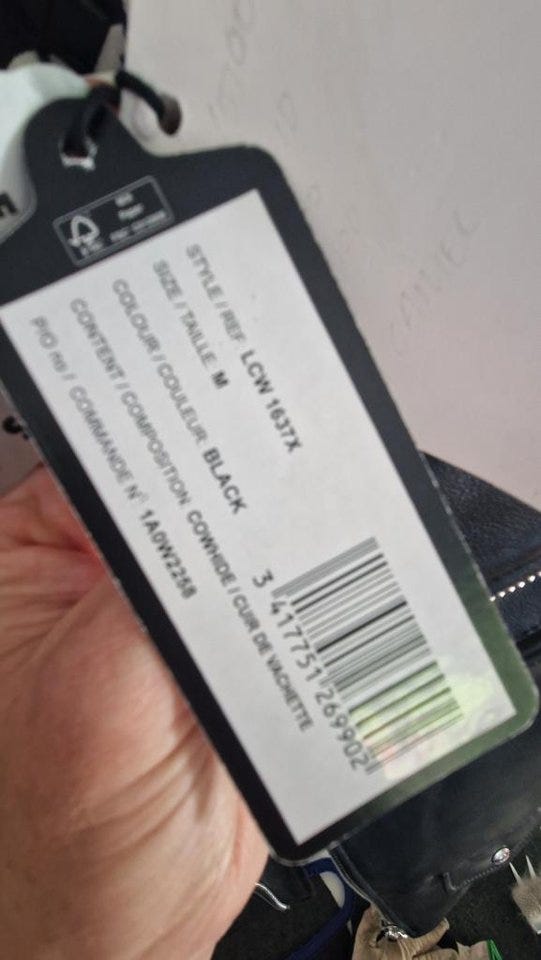 STYLE / REF. LCW 1637X
SIZE / TAILLE: M
COLOUR / COULEUR: BLACK
CONTENT / COMPOSITION: COWHIDE / CUIR DE VACHETTE
P/O no / COMMANDE N°: 1A0W2258
3 417751 269902